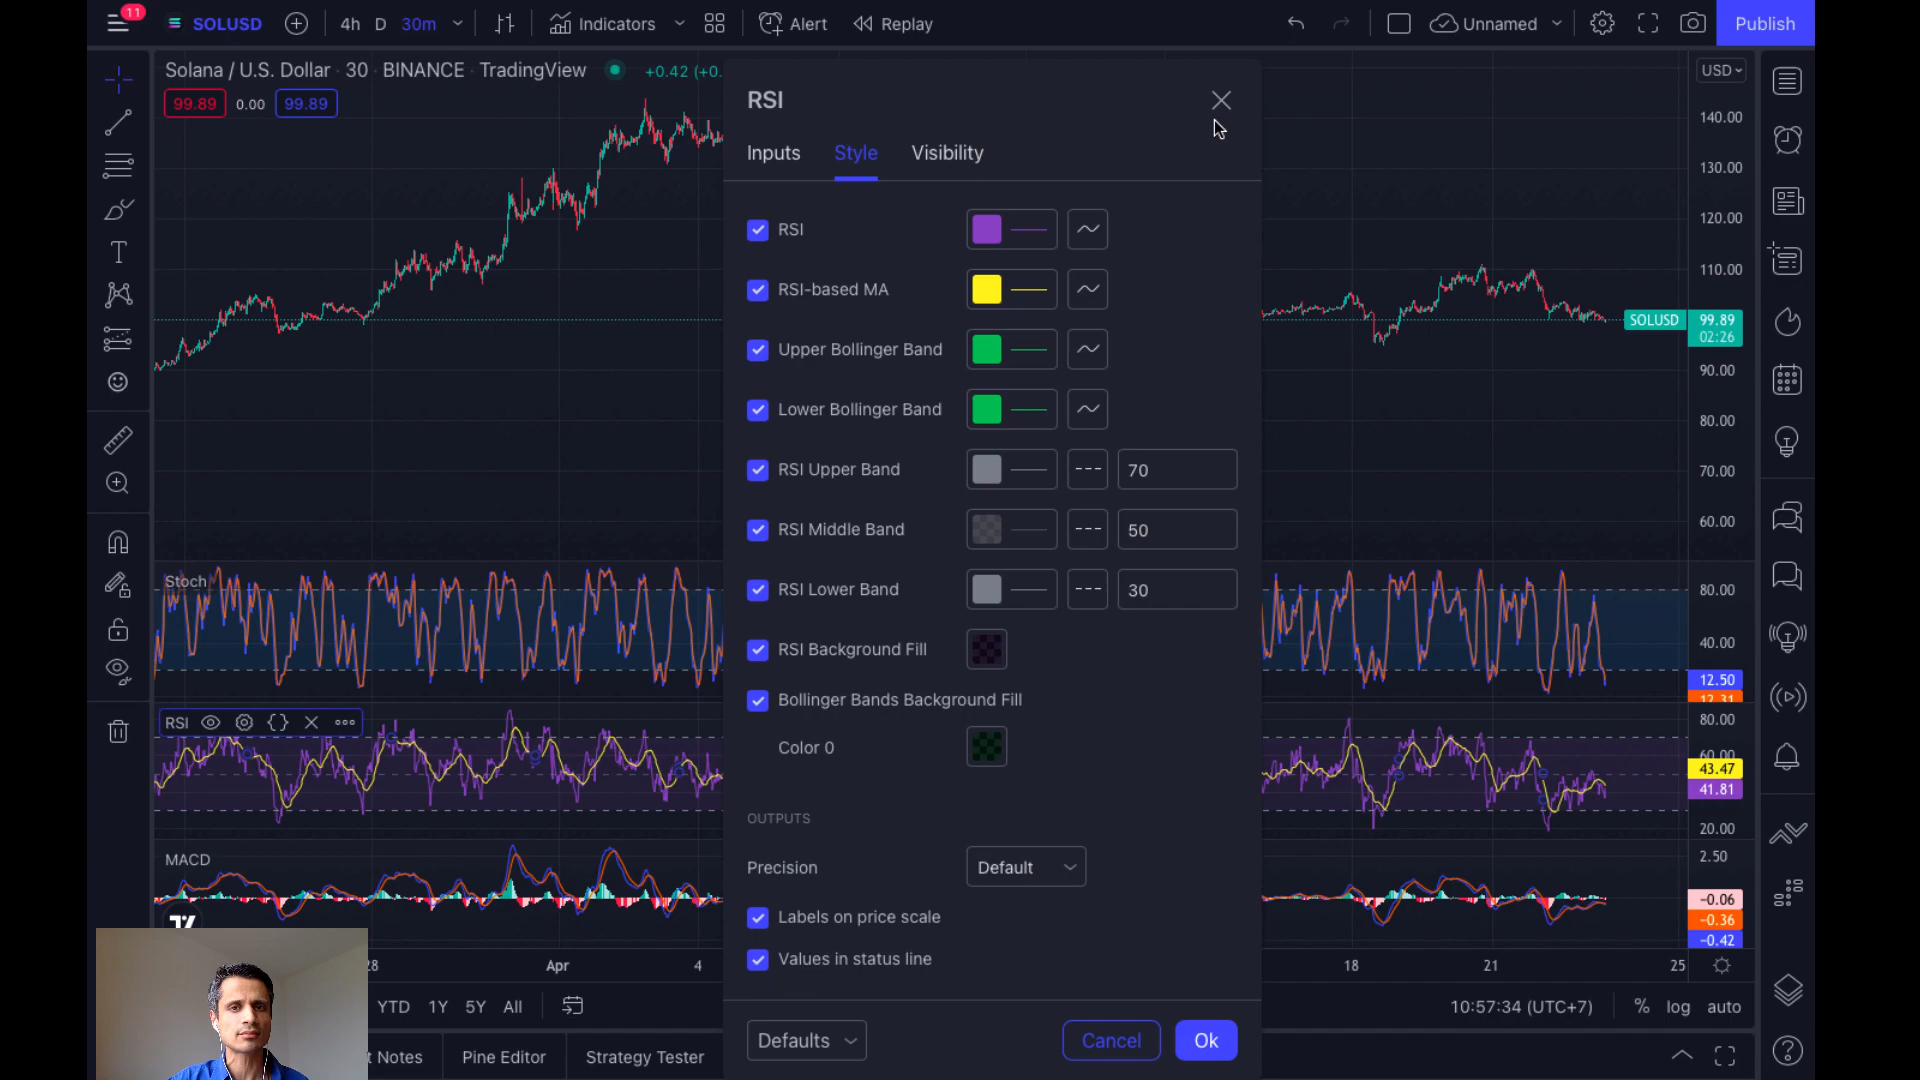 11
SOLUSD
4h D 30m
Indicators
Alert
Replay
Unnamed
Publish
Solana / U.S. Dollar · 30 · BINANCE · TradingView
+0.42 (+0.
99.89 0.00 99.89
USD
RSI
Inputs Style Visibility
RSI
RSI-based MA
Upper Bollinger Band
Lower Bollinger Band
RSI Upper Band 70
RSI Middle Band 50
RSI Lower Band 30
RSI Background Fill
Bollinger Bands Background Fill
Color 0
OUTPUTS
Precision Default
Labels on price scale
Values in status line
Defaults
Cancel
Ok
140.00
130.00
120.00
110.00
SOLUSD 99.89
02:26
90.00
80.00
70.00
60.00
Stoch
80.00
40.00
12.50
12.31
RSI
80.00
60.00
43.47
41.81
20.00
MACD
2.50
−0.06
−0.36
−0.42
28 Apr 4 18 21 25
YTD 1Y 5Y All
10:57:34 (UTC+7) % log auto
t Notes Pine Editor Strategy Tester